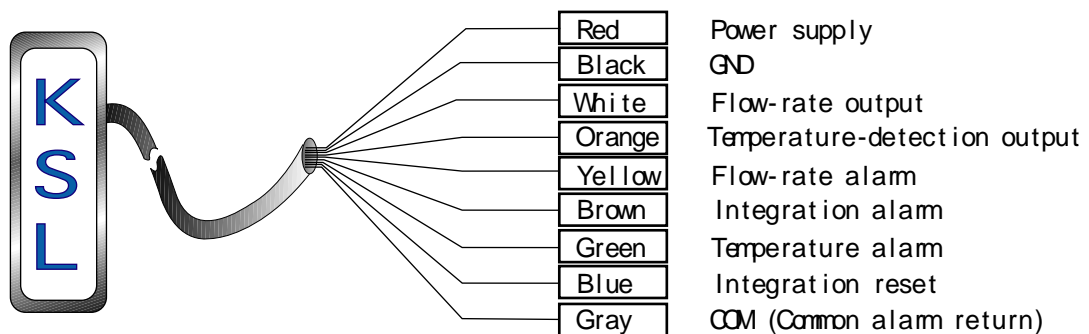 KSL
Red Power supply
Black GND
White Flow-rate output
Orange Temperature-detection output
Yellow Flow-rate alarm
Brown Integration alarm
Green Temperature alarm
Blue Integration reset
Gray COM (Common alarm return)